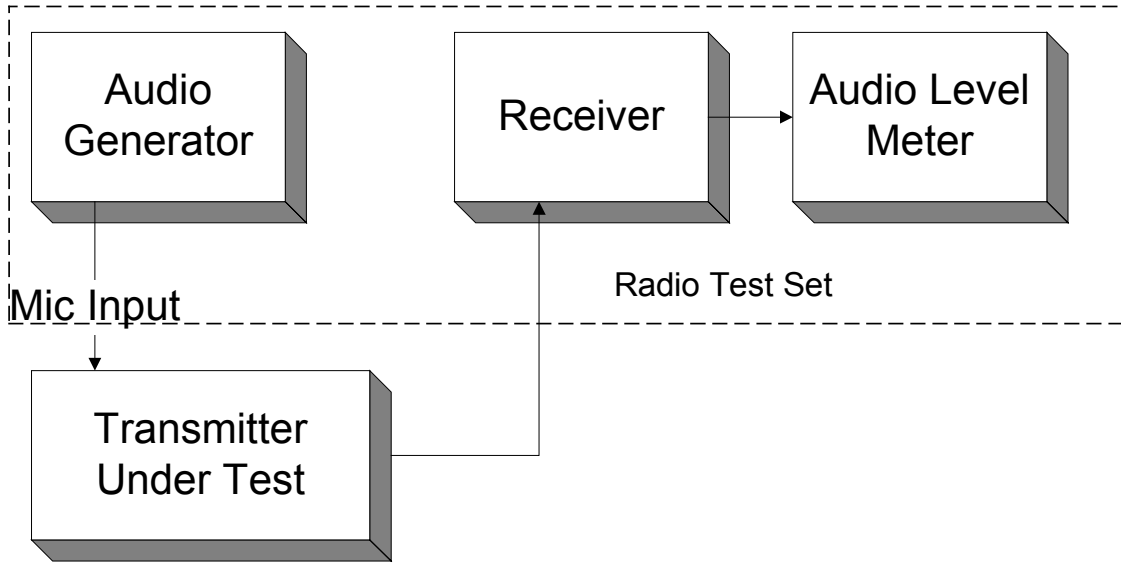 Audio
Generator
Receiver
Audio Level
Meter
Radio Test Set
Mic Input
Transmitter
Under Test